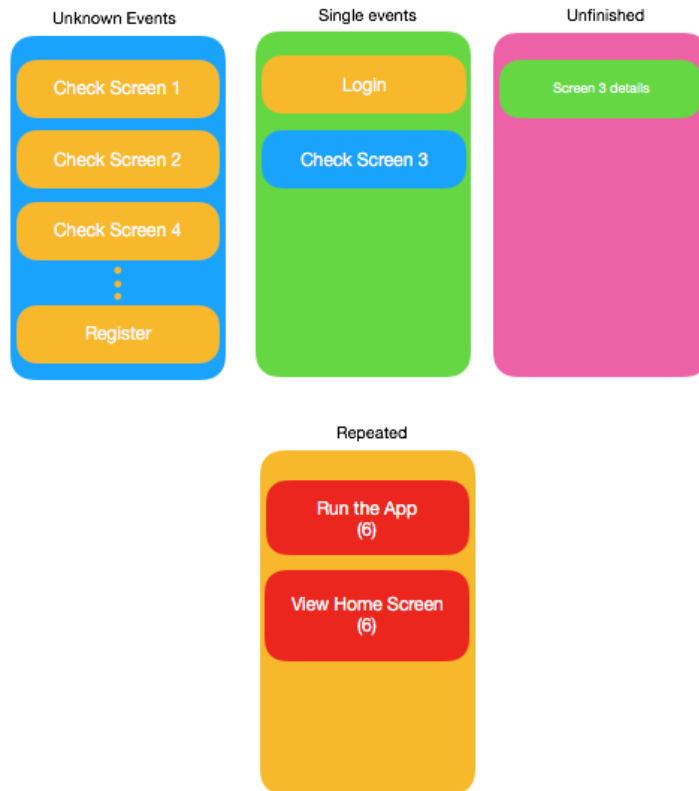 Unknown Events
Check Screen 1
Check Screen 2
Check Screen 4
Register
Single events
Login
Check Screen 3
Unfinished
Screen 3 details
Repeated
Run the App
(6)
View Home Screen
(6)